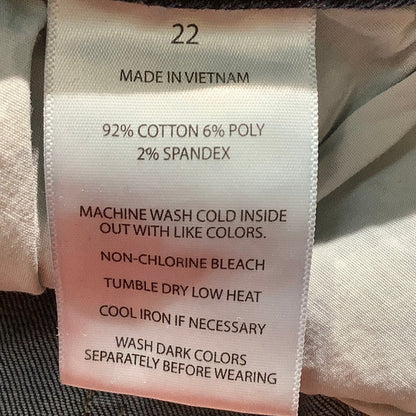 22
MADE IN VIETNAM
92% COTTON 6% POLY
2% SPANDEX
MACHINE WASH COLD INSIDE
OUT WITH LIKE COLORS.
NON-CHLORINE BLEACH
TUMBLE DRY LOW HEAT
COOL IRON IF NECESSARY
WASH DARK COLORS
SEPARATELY BEFORE WEARING